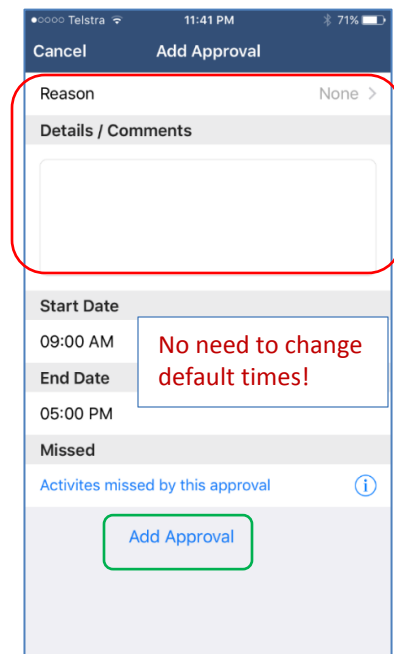 Telstra 11:41 PM 71%
Cancel Add Approval
Reason None >
Details / Comments
Start Date
09:00 AM
No need to change
default times!
End Date
05:00 PM
Missed
Activites missed by this approval
Add Approval